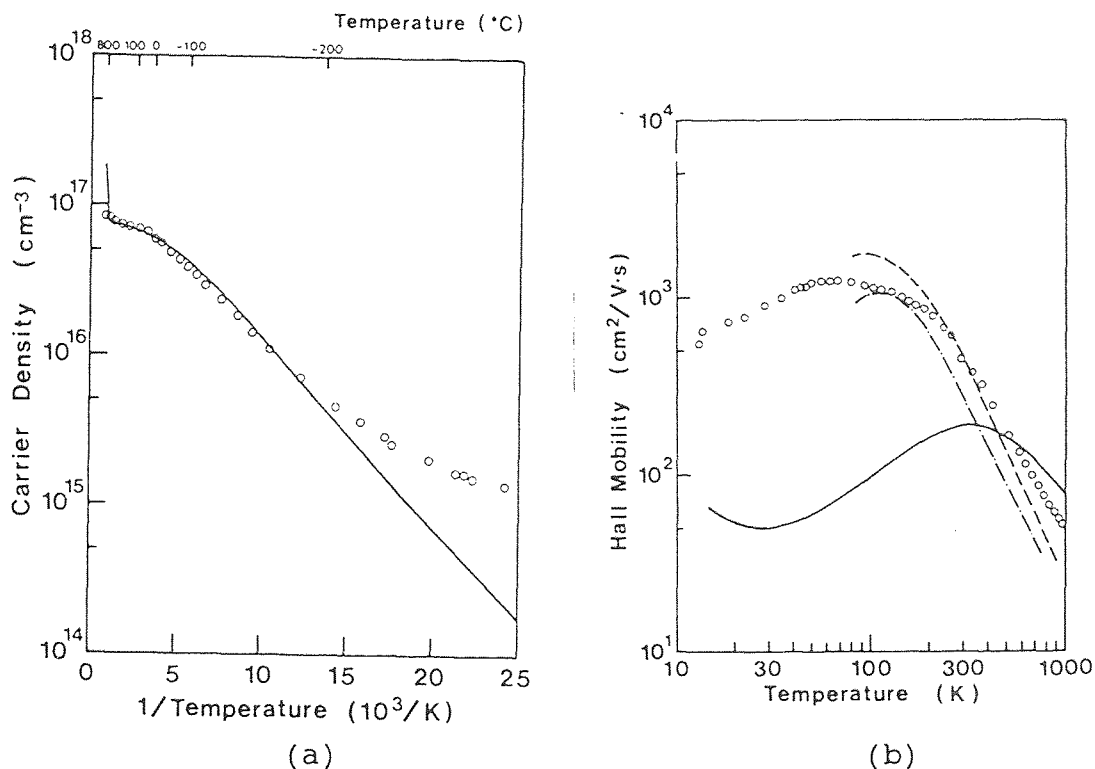 Temperature (°C)
800 100 0 -100 -200
10^18
10^17
10^16
10^15
10^14
Carrier Density (cm^-3)
0 5 10 15 20 25
1/Temperature (10^3/K)
(a)
10^4
10^3
10^2
10^1
Hall Mobility (cm^2/V·s)
10 30 100 300 1000
Temperature (K)
(b)